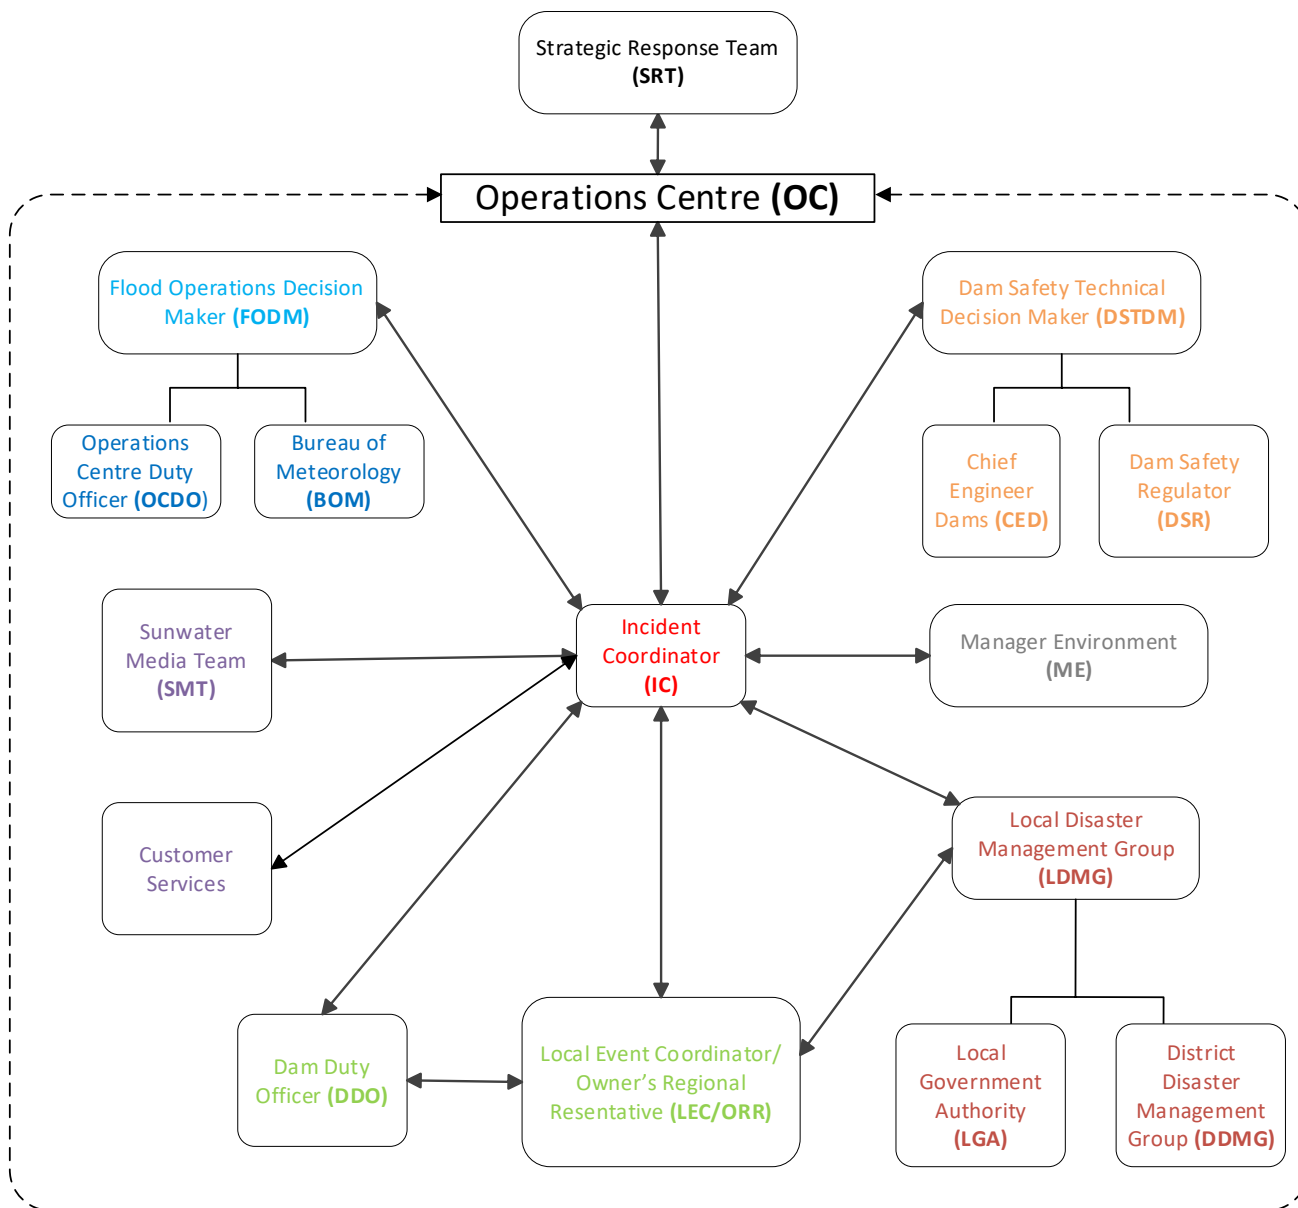 Strategic Response Team
(SRT)
Operations Centre (OC)
Flood Operations Decision
Maker (FODM)
Dam Safety Technical
Decision Maker (DSTDM)
Operations
Centre Duty
Officer (OCDO)
Bureau of
Meteorology
(BOM)
Chief
Engineer
Dams (CED)
Dam Safety
Regulator
(DSR)
Sunwater
Media Team
(SMT)
Incident
Coordinator
(IC)
Manager Environment
(ME)
Customer
Services
Local Disaster
Management Group
(LDMG)
Dam Duty
Officer (DDO)
Local Event Coordinator/
Owner's Regional
Resentative (LEC/ORR)
Local
Government
Authority
(LGA)
District
Disaster
Management
Group (DDMG)